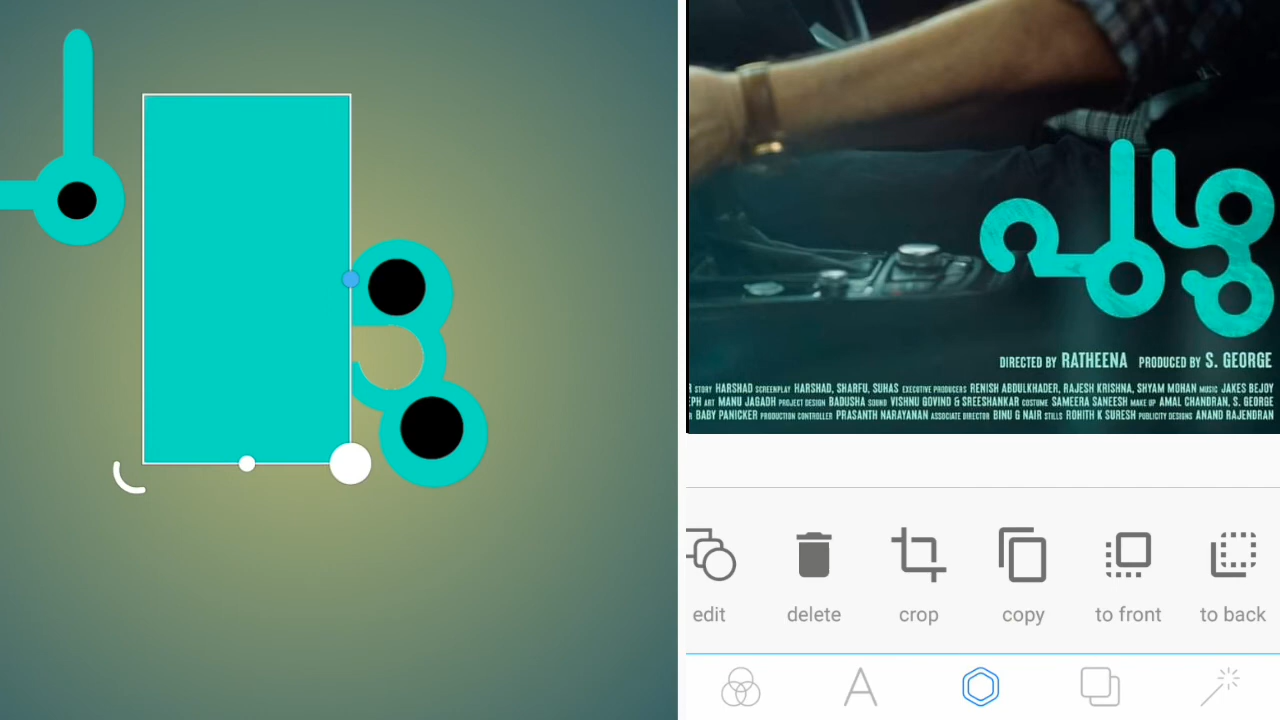 പുഴു
DIRECTED BY RATHEENA PRODUCED BY S. GEORGE
STORY HARSHAD SCREENPLAY HARSHAD, SHARFU, SUHAS EXECUTIVE PRODUCERS RENISH ABDULKHADER, RAJESH KRISHNA, SHYAM MOHAN MUSIC JAKES BEJOY
ART MANU JAGADH PROJECT DESIGN BADUSHA SOUND VISHNU GOVIND & SREESHANKAR COSTUME SAMEERA SANEESH MAKE UP AMAL CHANDRAN, S. GEORGE
BABY PANICKER PRODUCTION CONTROLLER PRASANTH NARAYANAN ASSOCIATE DIRECTOR BINU G NAIR STILLS ROHITH K SURESH PUBLICITY DESIGNS ANAND RAJENDRAN
edit delete crop copy to front to back